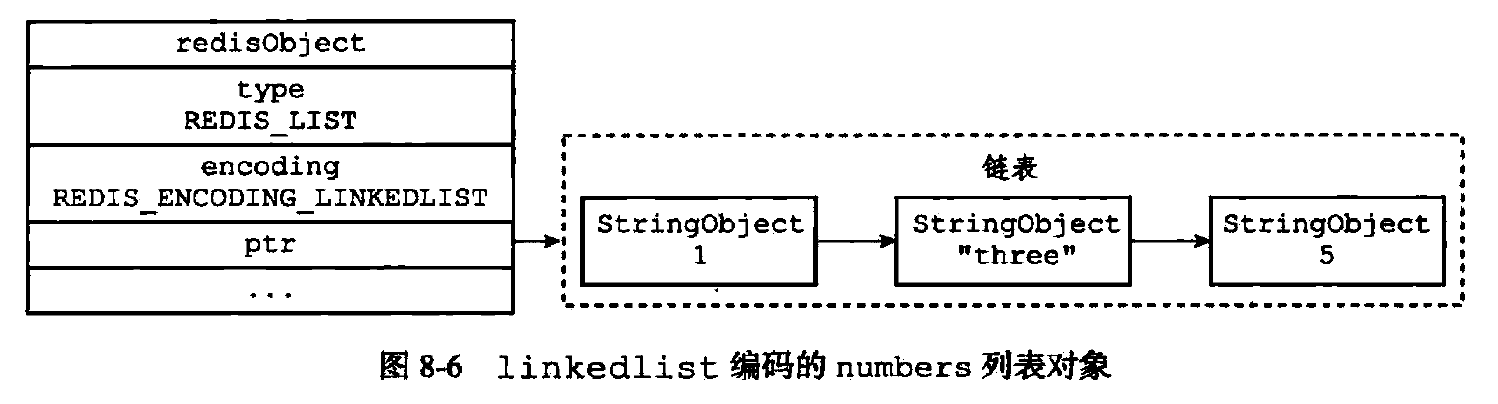 redisObject
type
REDIS_LIST
encoding
REDIS_ENCODING_LINKEDLIST
ptr
...
链表
StringObject
1
StringObject
"three"
StringObject
5
图 8-6 linkedlist 编码的 numbers 列表对象